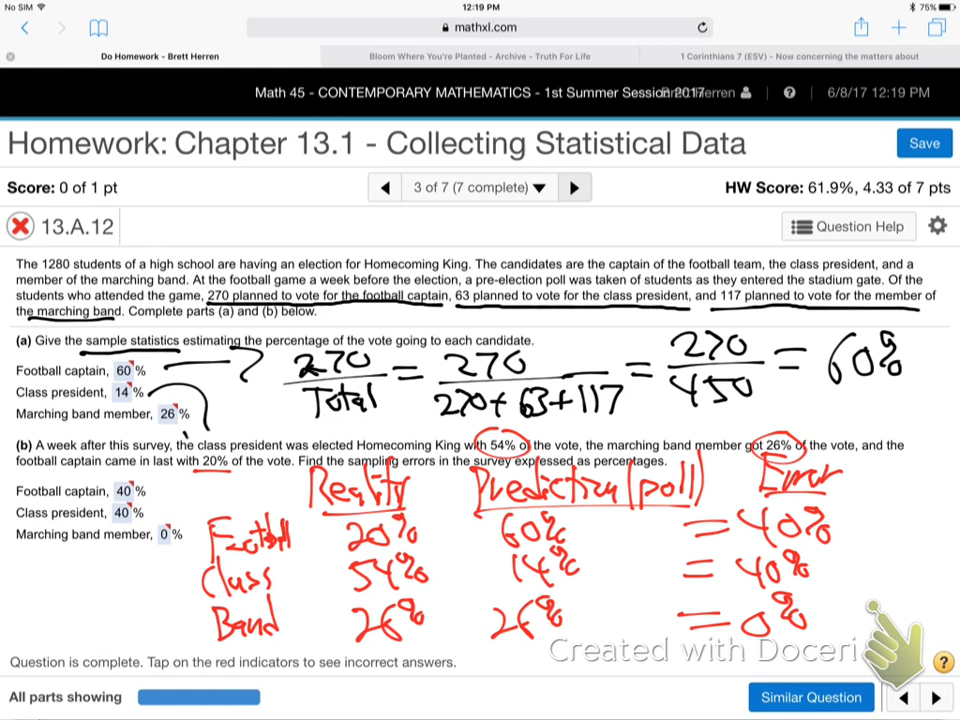 No SIM 12:19 PM 75%
mathxl.com
Do Homework - Brett Herren Bloom Where You're Planted - Archive - Truth For Life 1 Corinthians 7 (ESV) - Now concerning the matters about
Math 45 - CONTEMPORARY MATHEMATICS - 1st Summer Session 2017 Herren 6/8/17 12:19 PM
Homework: Chapter 13.1 - Collecting Statistical Data Save
Score: 0 of 1 pt 3 of 7 (7 complete) HW Score: 61.9%, 4.33 of 7 pts
13.A.12 Question Help
The 1280 students of a high school are having an election for Homecoming King. The candidates are the captain of the football team, the class president, and a
member of the marching band. At the football game a week before the election, a pre-election poll was taken of students as they entered the stadium gate. Of the
students who attended the game, 270 planned to vote for the football captain, 63 planned to vote for the class president, and 117 planned to vote for the member of
the marching band. Complete parts (a) and (b) below.
(a) Give the sample statistics estimating the percentage of the vote going to each candidate.
Football captain, 60 %
Class president, 14 %
Marching band member, 26 %
270 / Total = 270 / 270 + 63 + 117 = 270 / 450 = 60%
(b) A week after this survey, the class president was elected Homecoming King with 54% of the vote, the marching band member got 26% of the vote, and the
football captain came in last with 20% of the vote. Find the sampling errors in the survey expressed as percentages.
Football captain, 40 %
Class president, 40 %
Marching band member, 0 %
Reality Prediction (poll) Error
Football 20% 60% = 40%
Class 54% 14% = 40%
Band 26% 26% = 0%
Created with Doceri
Question is complete. Tap on the red indicators to see incorrect answers. ?
All parts showing Similar Question